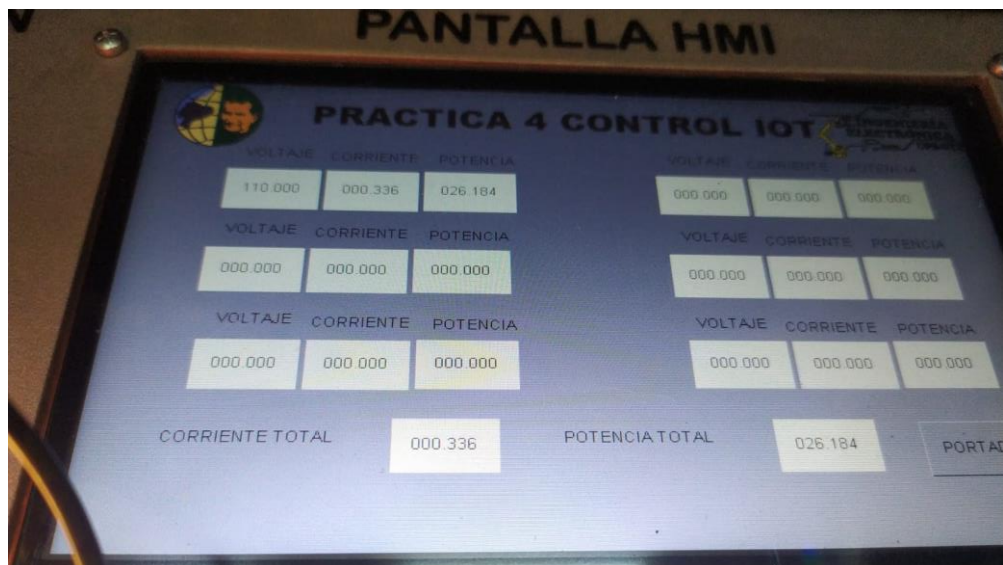 PANTALLA HMI
PRACTICA 4 CONTROL IOT
INGENIERÍA
ELECTRÓNICA
VOLTAJE CORRIENTE POTENCIA VOLTAJE CORRIENTE POTENCIA
110.000 000.336 026.184 000.000 000.000 000.000
VOLTAJE CORRIENTE POTENCIA VOLTAJE CORRIENTE POTENCIA
000.000 000.000 000.000 000.000 000.000 000.000
VOLTAJE CORRIENTE POTENCIA VOLTAJE CORRIENTE POTENCIA
000.000 000.000 000.000 000.000 000.000 000.000
CORRIENTE TOTAL 000.336 POTENCIA TOTAL 026.184 PORTAD